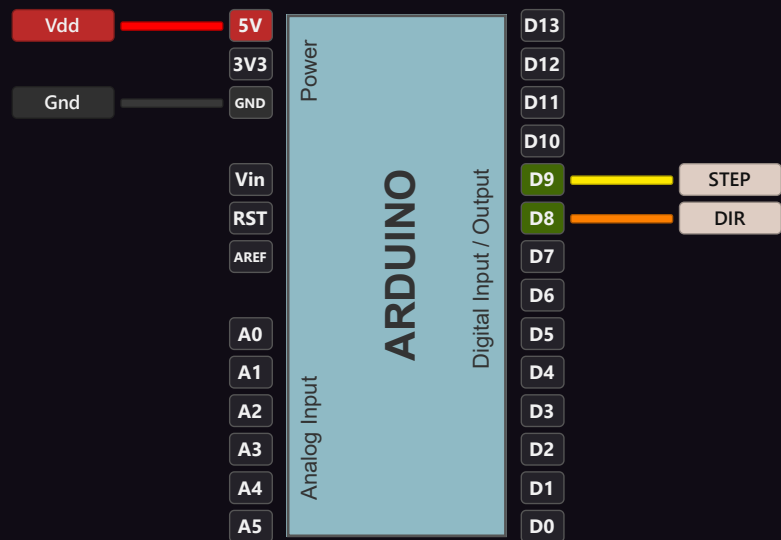 Vdd 5V D13
3V3 D12
Gnd GND D11
D10
Vin D9 STEP
RST D8 DIR
AREF D7
D6
A0 D5
A1 D4
A2 D3
A3 D2
A4 D1
A5 D0
Power
Analog Input
ARDUINO
Digital Input / Output